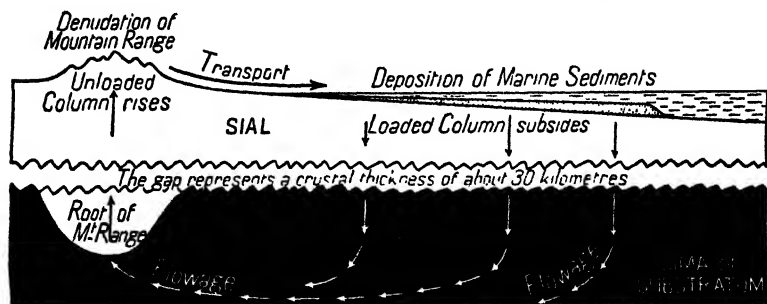 Denudation of
Mountain Range
Transport
Unloaded
Column rises
Deposition of Marine Sediments
SIAL
Loaded Column subsides
The gap represents a crustal thickness of about 30 kilometres
Root of
Mt Range
Flowage
Flowage
SUBSTRATUM